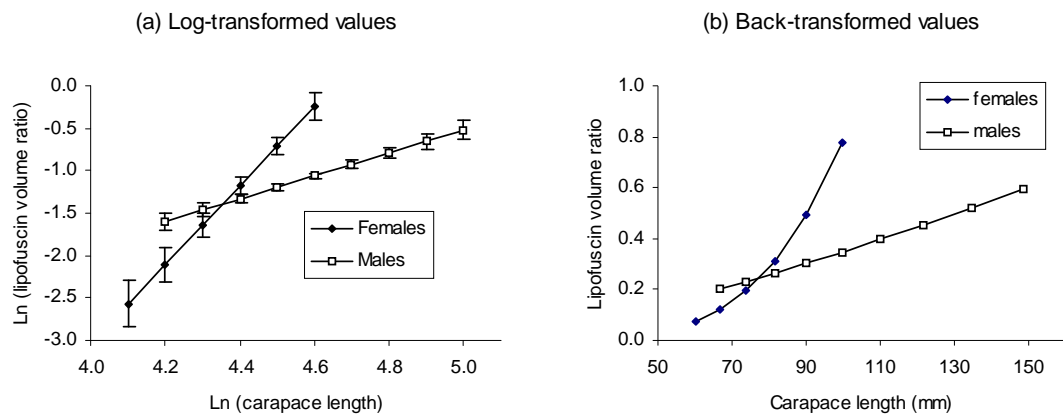 (a) Log-transformed values
0.0
-0.5
-1.0
-1.5
-2.0
-2.5
-3.0
4.0 4.2 4.4 4.6 4.8 5.0
Ln (lipofuscin volume ratio)
Ln (carapace length)
Females
Males
(b) Back-transformed values
1.0
0.8
0.6
0.4
0.2
0.0
50 70 90 110 130 150
Lipofuscin volume ratio
Carapace length (mm)
females
males